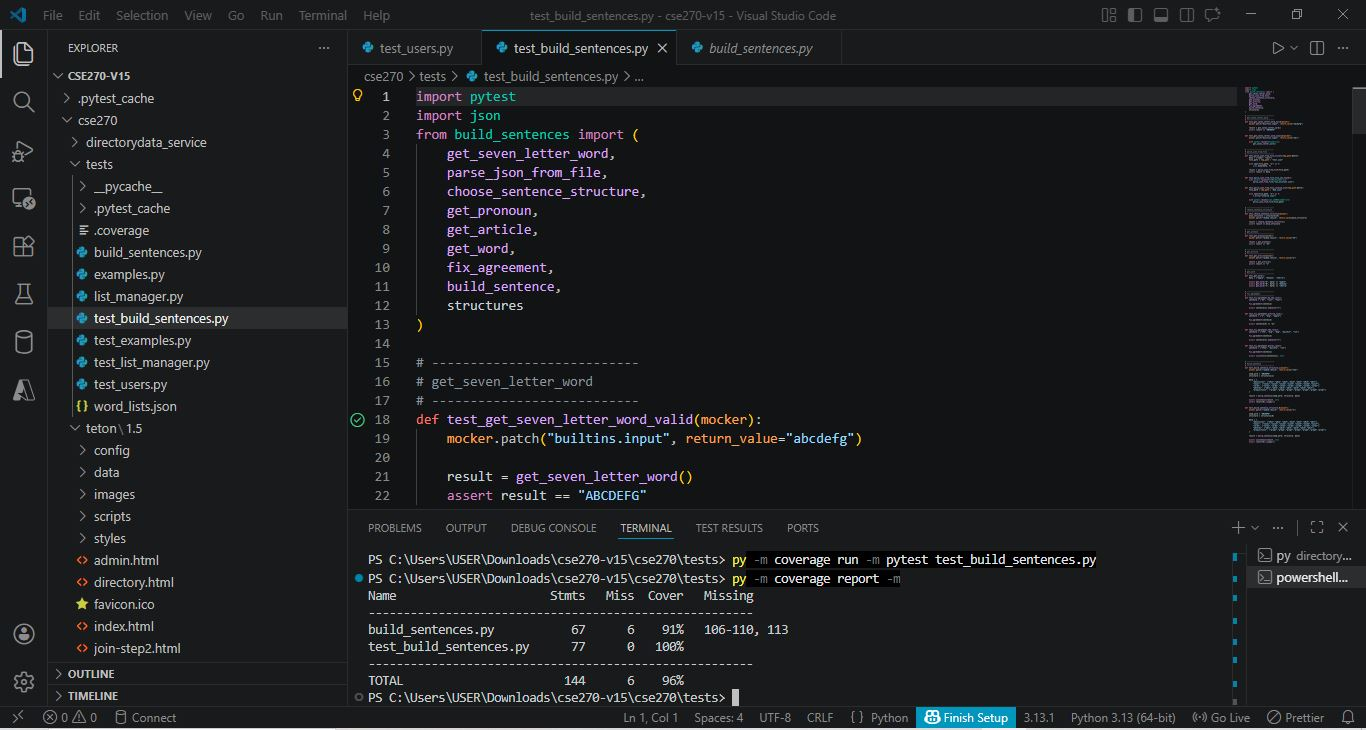 File Edit Selection View Go Run Terminal Help
test_build_sentences.py - cse270-v15 - Visual Studio Code
EXPLORER
CSE270-V15
.pytest_cache
cse270
directorydata_service
tests
__pycache__
.pytest_cache
.coverage
build_sentences.py
examples.py
list_manager.py
test_build_sentences.py
test_examples.py
test_list_manager.py
test_users.py
word_lists.json
teton\1.5
config
data
images
scripts
styles
admin.html
directory.html
favicon.ico
index.html
join-step2.html
OUTLINE
TIMELINE
test_users.py test_build_sentences.py build_sentences.py
cse270 > tests > test_build_sentences.py > ...
1 import pytest
2 import json
3 from build_sentences import (
4 get_seven_letter_word,
5 parse_json_from_file,
6 choose_sentence_structure,
7 get_pronoun,
8 get_article,
9 get_word,
10 fix_agreement,
11 build_sentence,
12 structures
13 )
14
15 # --------------------------
16 # get_seven_letter_word
17 # --------------------------
18 def test_get_seven_letter_word_valid(mocker):
19 mocker.patch("builtins.input", return_value="abcdefg")
20
21 result = get_seven_letter_word()
22 assert result == "ABCDEFG"
PROBLEMS OUTPUT DEBUG CONSOLE TERMINAL TEST RESULTS PORTS
PS C:\Users\USER\Downloads\cse270-v15\cse270\tests> py -m coverage run -m pytest test_build_sentences.py
PS C:\Users\USER\Downloads\cse270-v15\cse270\tests> py -m coverage report -m
Name Stmts Miss Cover Missing
-------------------------------------------------------
build_sentences.py 67 6 91% 106-110, 113
test_build_sentences.py 77 0 100%
-------------------------------------------------------
TOTAL 144 6 96%
PS C:\Users\USER\Downloads\cse270-v15\cse270\tests>
py directory...
powershell...
0 0 Connect
Ln 1, Col 1 Spaces: 4 UTF-8 CRLF { } Python Finish Setup 3.13.1 Python 3.13 (64-bit) Go Live Prettier